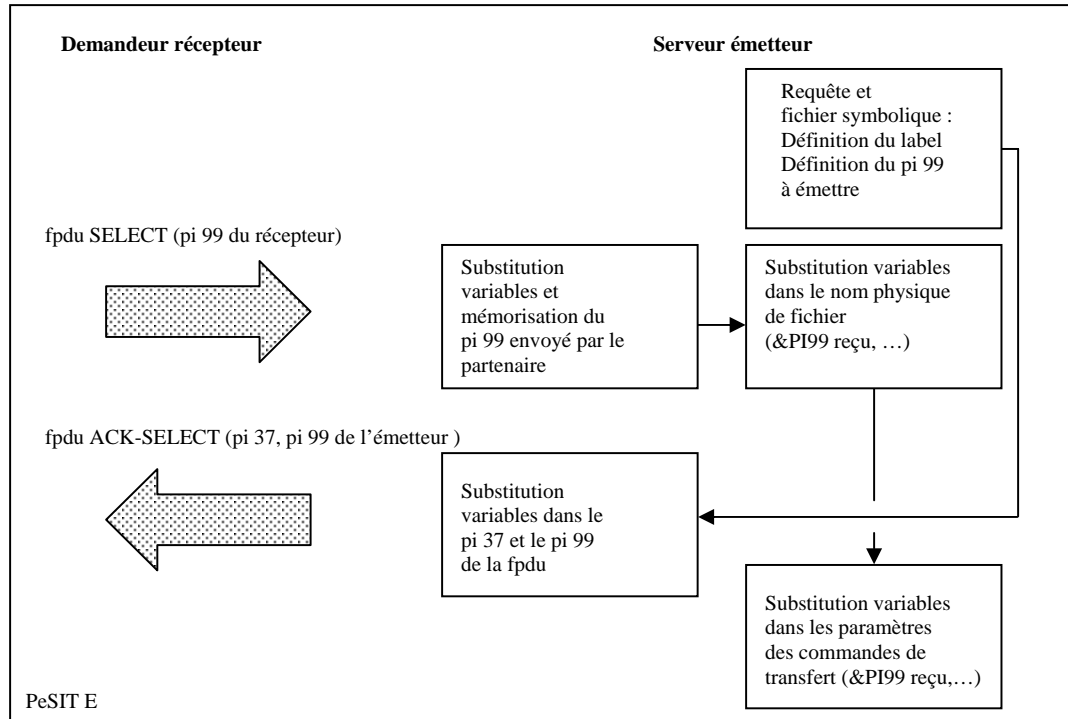 Demandeur récepteur
Serveur émetteur
Requête et
fichier symbolique :
Définition du label
Définition du pi 99
à émettre
fpdu SELECT (pi 99 du récepteur)
Substitution
variables et
mémorisation du
pi 99 envoyé par le
partenaire
Substitution variables
dans le nom physique
de fichier
(&PI99 reçu, …)
fpdu ACK-SELECT (pi 37, pi 99 de l’émetteur )
Substitution
variables dans le
pi 37 et le pi 99
de la fpdu
Substitution variables
dans les paramètres
des commandes de
transfert (&PI99 reçu,…)
PeSIT E